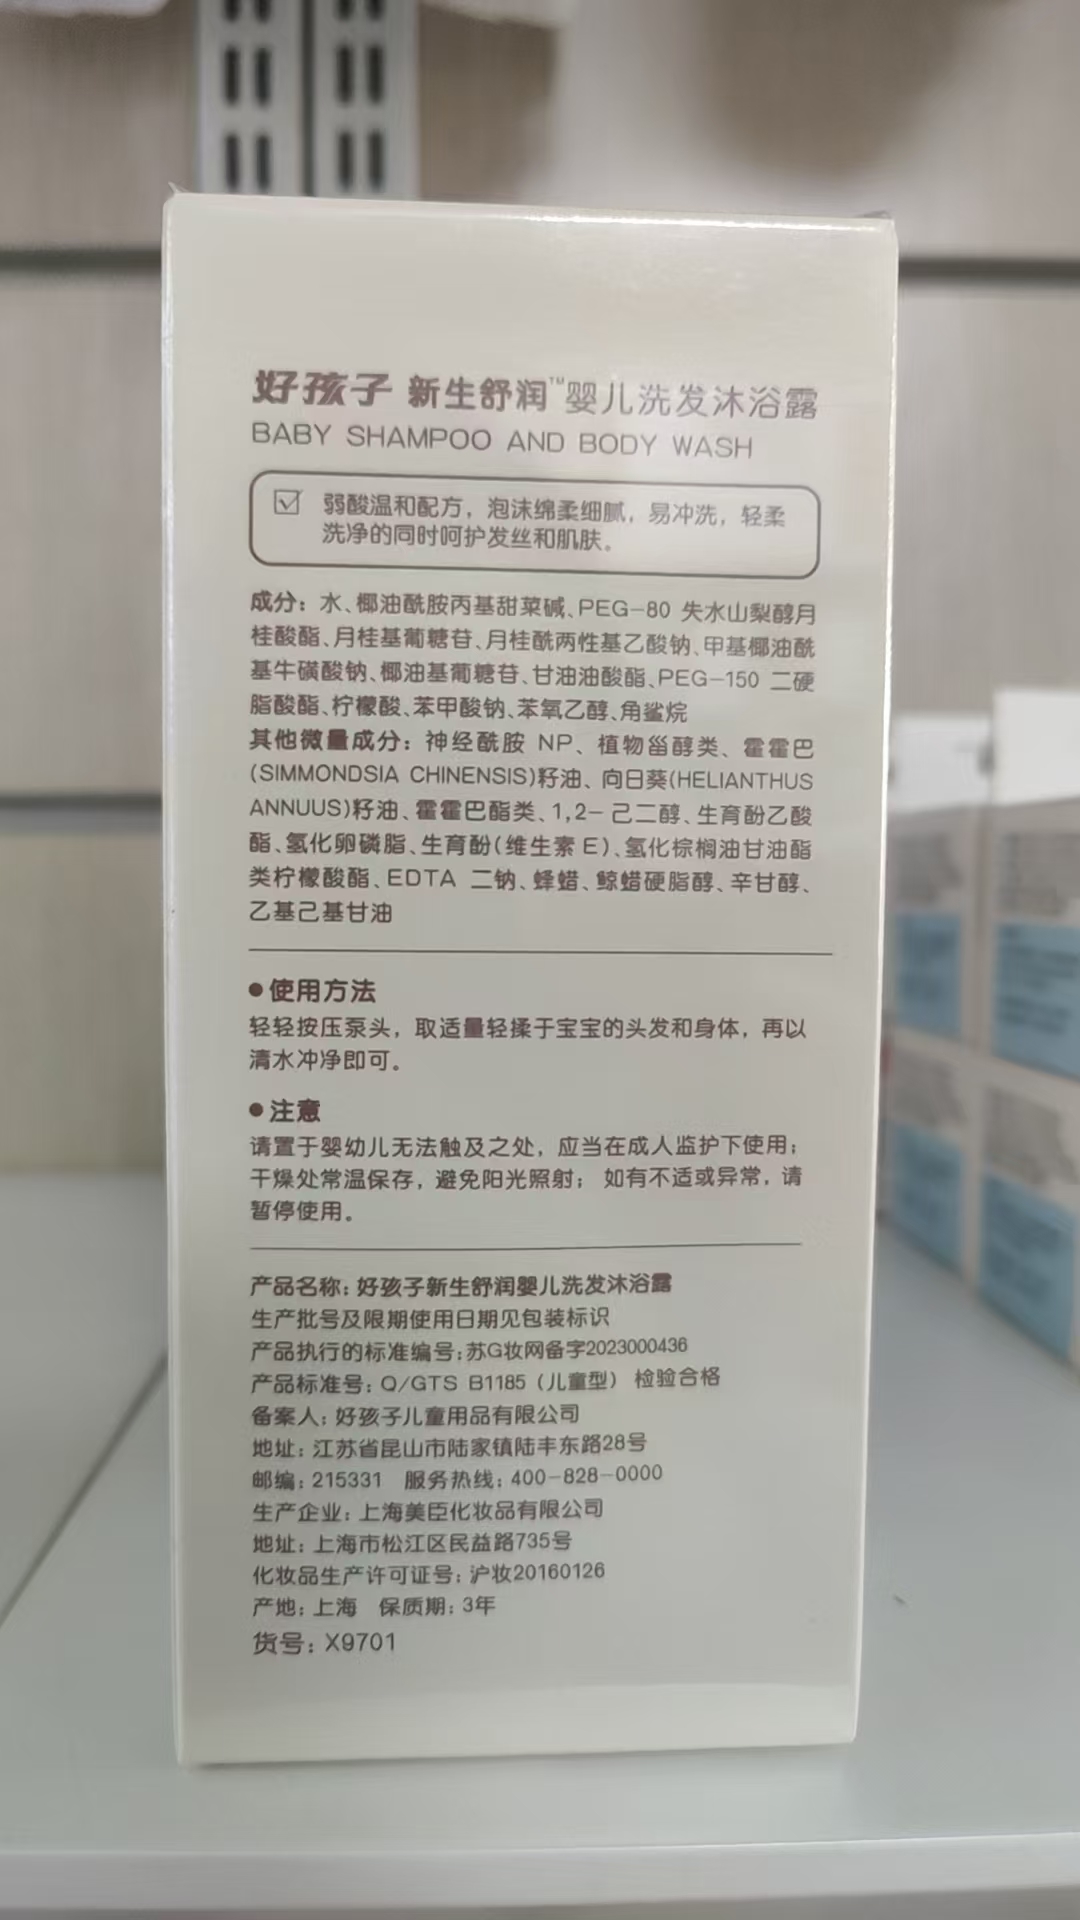 好孩子 新生舒润™婴儿洗发沐浴露
BABY SHAMPOO AND BODY WASH
弱酸温和配方，泡沫绵柔细腻，易冲洗，轻柔
洗净的同时呵护发丝和肌肤。
成分：水、椰油酰胺丙基甜菜碱、PEG-80 失水山梨醇月
桂酸酯、月桂基葡糖苷、月桂酰两性基乙酸钠、甲基椰油酰
基牛磺酸钠、椰油基葡糖苷、甘油油酸酯、PEG-150 二硬
脂酸酯、柠檬酸、苯甲酸钠、苯氧乙醇、角鲨烷
其他微量成分：神经酰胺 NP、植物甾醇类、霍霍巴
(SIMMONDSIA CHINENSIS)籽油、向日葵(HELIANTHUS
ANNUUS)籽油、霍霍巴酯类、1,2-己二醇、生育酚乙酸
酯、氢化卵磷脂、生育酚(维生素E)、氢化棕榈油甘油酯
类柠檬酸酯、EDTA 二钠、蜂蜡、鲸蜡硬脂醇、辛甘醇、
乙基己基甘油
●使用方法
轻轻按压泵头，取适量轻揉于宝宝的头发和身体，再以
清水冲净即可。
●注意
请置于婴幼儿无法触及之处，应当在成人监护下使用；
干燥处常温保存，避免阳光照射； 如有不适或异常，请
暂停使用。
产品名称：好孩子新生舒润婴儿洗发沐浴露
生产批号及限期使用日期见包装标识
产品执行的标准编号：苏G妆网备字2023000436
产品标准号：Q/GTS B1185（儿童型） 检验合格
备案人：好孩子儿童用品有限公司
地址：江苏省昆山市陆家镇陆丰东路28号
邮编：215331 服务热线：400-828-0000
生产企业：上海美臣化妆品有限公司
地址：上海市松江区民益路735号
化妆品生产许可证号：沪妆20160126
产地：上海 保质期：3年
货号：X9701